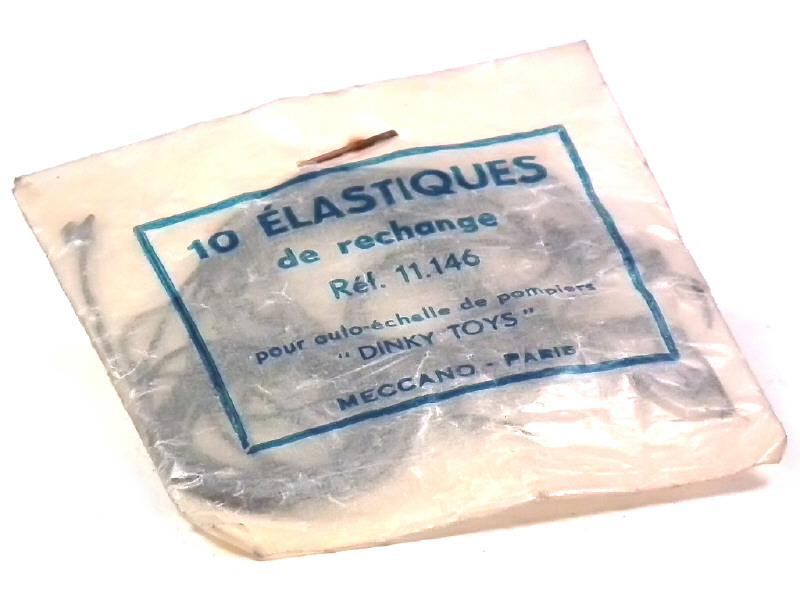 10 ÉLASTIQUES
de rechange
Réf. 11.146
pour auto-échelle de pompiers
"DINKY TOYS"
MECCANO - PARIS